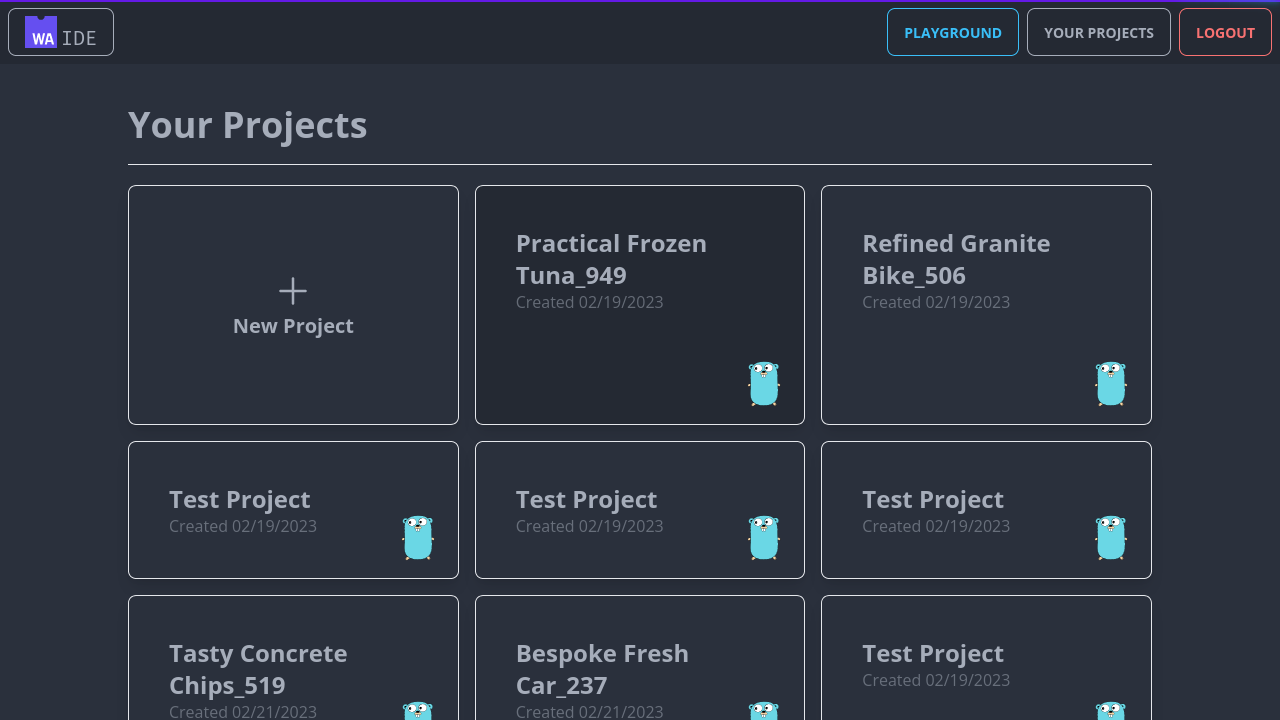 WA IDE
PLAYGROUND
YOUR PROJECTS
LOGOUT
Your Projects
New Project
Practical Frozen
Tuna_949
Created 02/19/2023
Refined Granite
Bike_506
Created 02/19/2023
Test Project
Created 02/19/2023
Test Project
Created 02/19/2023
Test Project
Created 02/19/2023
Tasty Concrete
Chips_519
Created 02/21/2023
Bespoke Fresh
Car_237
Created 02/21/2023
Test Project
Created 02/19/2023